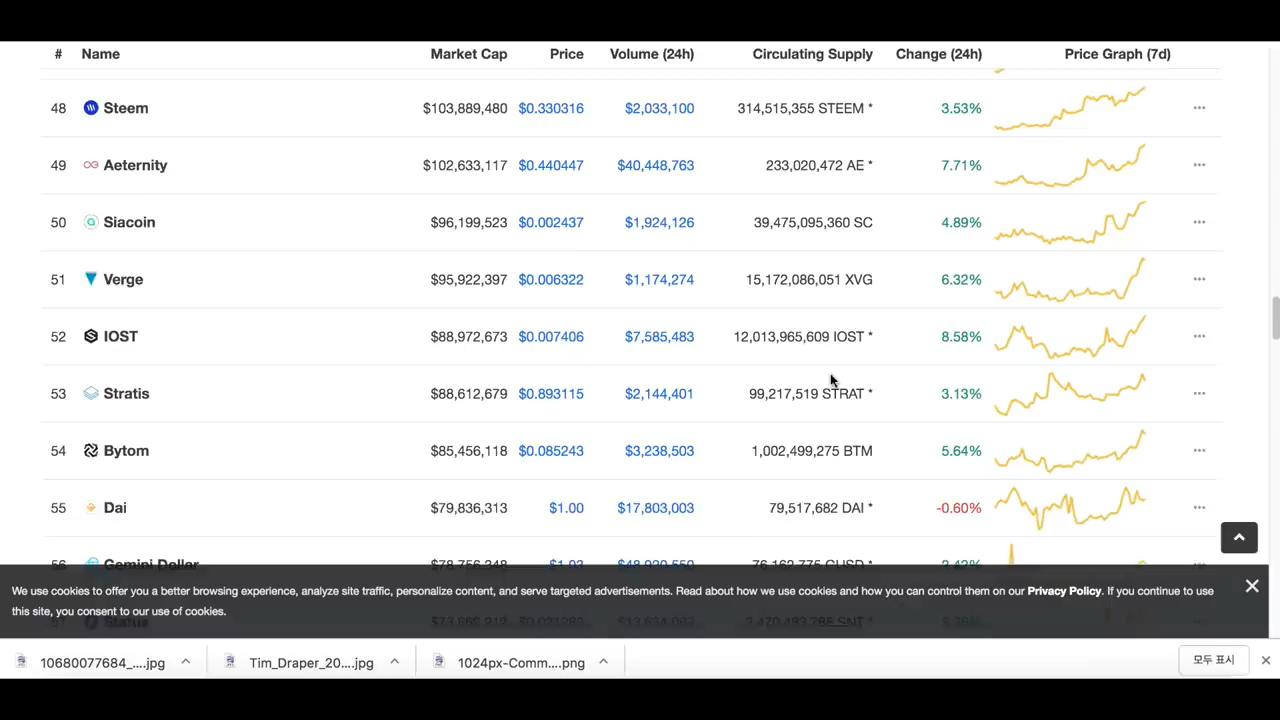 # Name Market Cap Price Volume (24h) Circulating Supply Change (24h) Price Graph (7d)
48 Steem $103,889,480 $0.330316 $2,033,100 314,515,355 STEEM * 3.53%
49 Aeternity $102,633,117 $0.440447 $40,448,763 233,020,472 AE * 7.71%
50 Siacoin $96,199,523 $0.002437 $1,924,126 39,475,095,360 SC 4.89%
51 Verge $95,922,397 $0.006322 $1,174,274 15,172,086,051 XVG 6.32%
52 IOST $88,972,673 $0.007406 $7,585,483 12,013,965,609 IOST * 8.58%
53 Stratis $88,612,679 $0.893115 $2,144,401 99,217,519 STRAT * 3.13%
54 Bytom $85,456,118 $0.085243 $3,238,503 1,002,499,275 BTM 5.64%
55 Dai $79,836,313 $1.00 $17,803,003 79,517,682 DAI * -0.60%
56 Gemini Dollar
We use cookies to offer you a better browsing experience, analyze site traffic, personalize content, and serve targeted advertisements. Read about how we use cookies and how you can control them on our Privacy Policy. If you continue to use
this site, you consent to our use of cookies.
10680077684_....jpg Tim_Draper_20....jpg 1024px-Comm....png 모두 표시